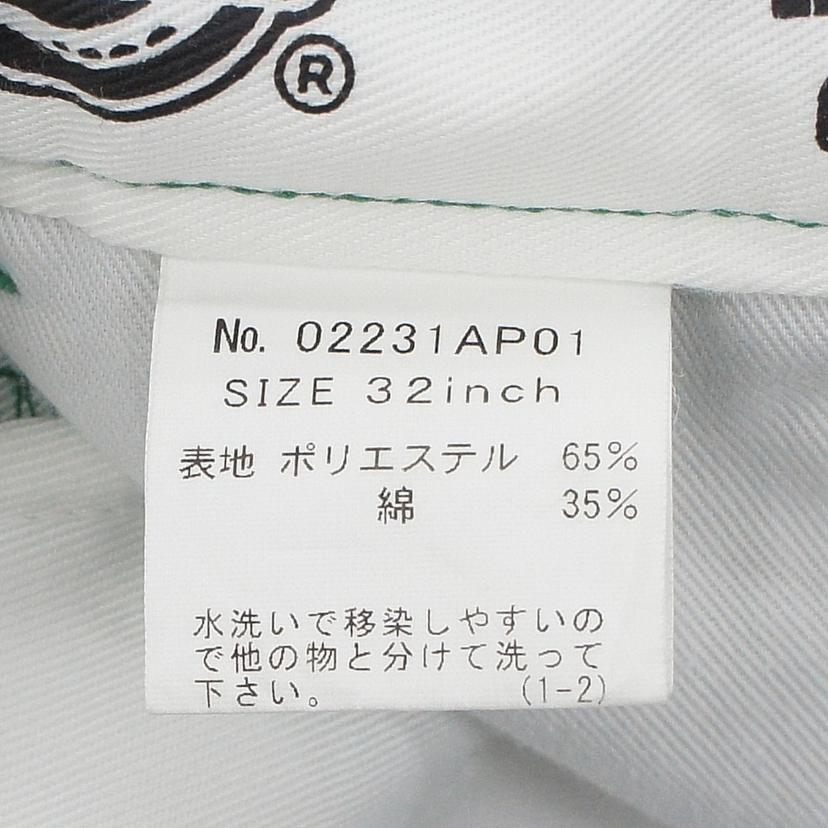 ®
No. 02231AP01
SIZE 32inch
表地 ポリエステル 65%
綿 35%
水洗いで移染しやすいの
で他の物と分けて洗って
下さい。 (1-2)